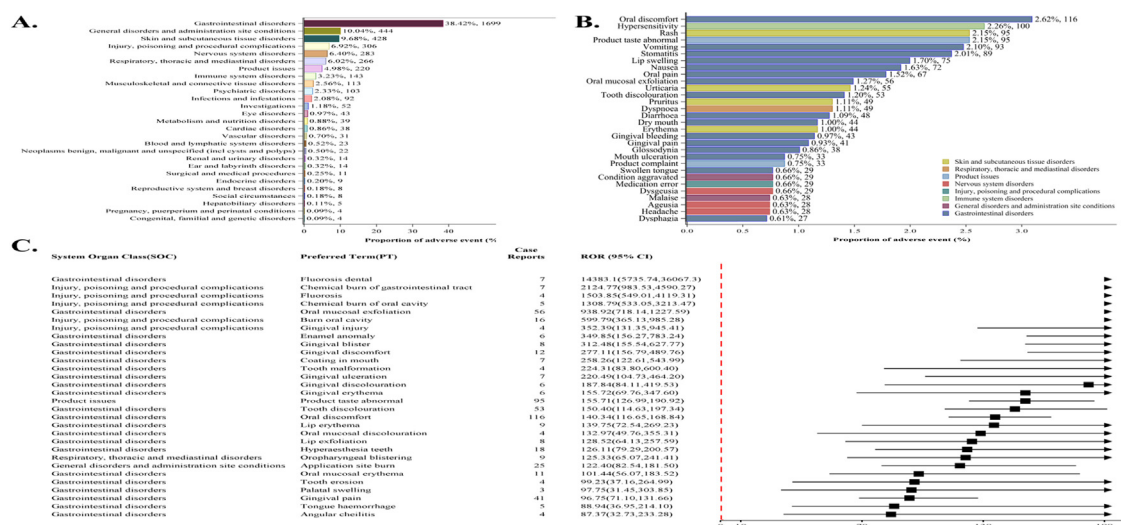 A.
Gastrointestinal disorders 38.42%, 1699
General disorders and administration site conditions 10.04%, 444
Skin and subcutaneous tissue disorders 9.68%, 428
Injury, poisoning and procedural complications 6.92%, 306
Nervous system disorders 6.40%, 283
Respiratory, thoracic and mediastinal disorders 6.02%, 266
Product issues 4.98%, 220
Immune system disorders 3.23%, 143
Musculoskeletal and connective tissue disorders 2.56%, 113
Psychiatric disorders 2.33%, 103
Infections and infestations 2.08%, 92
Investigations 1.18%, 52
Eye disorders 0.97%, 43
Metabolism and nutrition disorders 0.88%, 39
Cardiac disorders 0.86%, 38
Vascular disorders 0.70%, 31
Blood and lymphatic system disorders 0.52%, 23
Neoplasms benign, malignant and unspecified (incl cysts and polyps) 0.50%, 22
Renal and urinary disorders 0.32%, 14
Ear and labyrinth disorders 0.32%, 14
Surgical and medical procedures 0.25%, 11
Endocrine disorders 0.20%, 9
Reproductive system and breast disorders 0.18%, 8
Social circumstances 0.18%, 8
Hepatobiliary disorders 0.11%, 5
Pregnancy, puerperium and perinatal conditions 0.09%, 4
Congenital, familial and genetic disorders 0.09%, 4
0 10 20 30 40
Proportion of adverse event (%
B.
Oral discomfort 2.62%, 116
Hypersensitivity 2.26%, 100
Rash 2.15%, 95
Product taste abnormal 2.15%, 95
Vomiting 2.10%, 93
Stomatitis 2.01%, 89
Lip swelling 1.70%, 75
Nausea 1.63%, 72
Oral pain 1.52%, 67
Oral mucosal exfoliation 1.27%, 56
Urticaria 1.24%, 55
Tooth discolouration 1.20%, 53
Pruritus 1.11%, 49
Dyspnoea 1.11%, 49
Diarrhoea 1.09%, 48
Dry mouth 1.00%, 44
Erythema 1.00%, 44
Gingival bleeding 0.97%, 43
Gingival pain 0.93%, 41
Glossodynia 0.86%, 38
Mouth ulceration 0.75%, 33
Product complaint 0.75%, 33
Swollen tongue 0.66%, 29
Condition aggravated 0.66%, 29
Medication error 0.66%, 29
Dysgeusia 0.66%, 29
Malaise 0.63%, 28
Ageusia 0.63%, 28
Headache 0.63%, 28
Dysphagia 0.61%, 27
Skin and subcutaneous tissue disorders
Respiratory, thoracic and mediastinal disorders
Product issues
Nervous system disorders
Injury, poisoning and procedural complications
Immune system disorders
General disorders and administration site conditions
Gastrointestinal disorders
0.0 0.5 1.0 1.5 2.0 2.5 3.0 3.5
Proportion of adverse event (%)
C.
System Organ Class(SOC) Preferred Term(PT) Case Reports ROR (95% CI)
Gastrointestinal disorders Fluorosis dental 7 14383.1(5735.74,36067.3)
Injury, poisoning and procedural complications Chemical burn of gastrointestinal tract 7 2124.77(983.53,4590.27)
Injury, poisoning and procedural complications Fluorosis 4 1503.85(549.01,4119.31)
Injury, poisoning and procedural complications Chemical burn of oral cavity 5 1308.79(533.05,3213.47)
Gastrointestinal disorders Oral mucosal exfoliation 56 938.92(718.14,1227.59)
Injury, poisoning and procedural complications Burn oral cavity 16 599.79(365.13,985.28)
Injury, poisoning and procedural complications Gingival injury 4 352.39(131.35,945.41)
Gastrointestinal disorders Enamel anomaly 6 349.85(156.27,783.24)
Gastrointestinal disorders Gingival blister 8 312.48(155.54,627.77)
Gastrointestinal disorders Gingival discomfort 12 277.11(156.79,489.76)
Gastrointestinal disorders Coating in mouth 7 258.26(122.61,543.99)
Gastrointestinal disorders Tooth malformation 4 224.31(83.80,600.40)
Gastrointestinal disorders Gingival ulceration 7 220.49(104.73,464.20)
Gastrointestinal disorders Gingival discolouration 6 187.84(84.11,419.53)
Gastrointestinal disorders Gingival erythema 6 155.72(69.76,347.60)
Product issues Product taste abnormal 95 155.71(126.99,190.92)
Gastrointestinal disorders Tooth discolouration 53 150.40(114.63,197.34)
Gastrointestinal disorders Oral discomfort 116 140.34(116.65,168.84)
Gastrointestinal disorders Lip erythema 9 139.75(72.54,269.23)
Gastrointestinal disorders Oral mucosal discolouration 4 132.97(49.76,355.31)
Gastrointestinal disorders Lip exfoliation 8 128.52(64.13,257.59)
Gastrointestinal disorders Hyperaesthesia teeth 18 126.11(79.29,200.57)
Respiratory, thoracic and mediastinal disorders Oropharyngeal blistering 9 125.33(65.07,241.41)
General disorders and administration site conditions Application site burn 25 122.40(82.54,181.50)
Gastrointestinal disorders Oral mucosal erythema 11 101.44(56.07,183.52)
Gastrointestinal disorders Tooth erosion 4 99.23(37.16,264.99)
Gastrointestinal disorders Palatal swelling 3 97.75(31.45,303.85)
Gastrointestinal disorders Gingival pain 41 96.75(71.10,131.66)
Gastrointestinal disorders Tongue haemorrhage 5 88.94(36.95,214.10)
Gastrointestinal disorders Angular cheilitis 4 87.37(32.73,233.28)